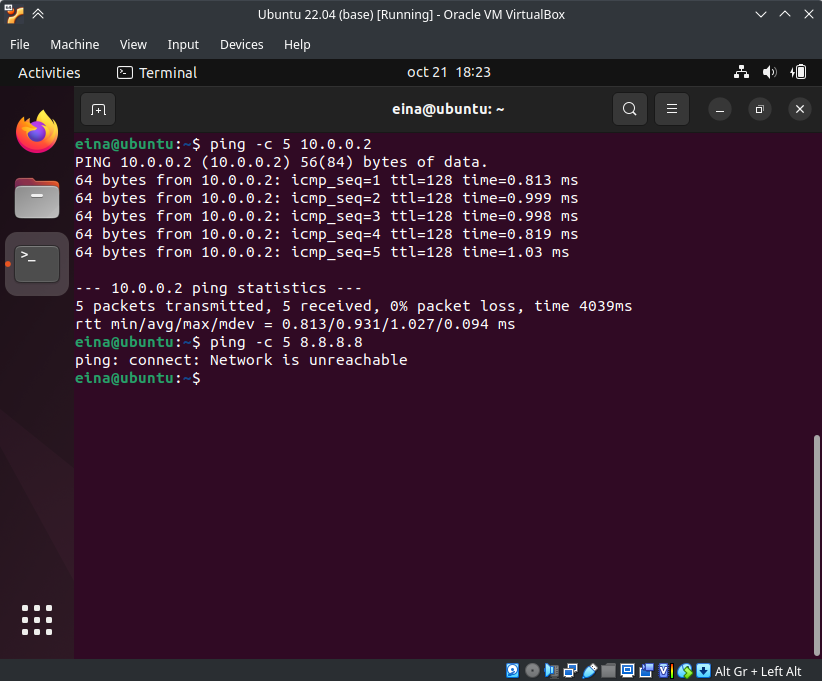 Ubuntu 22.04 (base) [Running] - Oracle VM VirtualBox
File Machine View Input Devices Help
Activities Terminal oct 21 18:23
eina@ubuntu: ~
eina@ubuntu:~$ ping -c 5 10.0.0.2
PING 10.0.0.2 (10.0.0.2) 56(84) bytes of data.
64 bytes from 10.0.0.2: icmp_seq=1 ttl=128 time=0.813 ms
64 bytes from 10.0.0.2: icmp_seq=2 ttl=128 time=0.999 ms
64 bytes from 10.0.0.2: icmp_seq=3 ttl=128 time=0.998 ms
64 bytes from 10.0.0.2: icmp_seq=4 ttl=128 time=0.819 ms
64 bytes from 10.0.0.2: icmp_seq=5 ttl=128 time=1.03 ms
--- 10.0.0.2 ping statistics ---
5 packets transmitted, 5 received, 0% packet loss, time 4039ms
rtt min/avg/max/mdev = 0.813/0.931/1.027/0.094 ms
eina@ubuntu:~$ ping -c 5 8.8.8.8
ping: connect: Network is unreachable
eina@ubuntu:~$
Alt Gr + Left Alt